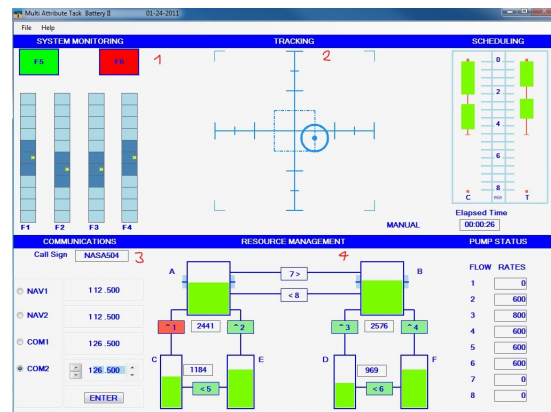 Multi Attribute Task Battery II 01-24-2011
File Help
SYSTEM MONITORING TRACKING SCHEDULING
F5 F6 1 2
0
2
4
6
8
C MIN T
F1 F2 F3 F4
MANUAL
Elapsed Time
00:00:26
COMMUNICATIONS RESOURCE MANAGEMENT PUMP STATUS
Call Sign NASA504 3 4
NAV1 112.500
NAV2 112.500
COM1 126.500
COM2 126.500
ENTER
A 7 > B
< 8
^ 1 2441 ^ 2 ^ 3 2576 ^ 4
C 1184 E D 969 F
< 5 < 6
FLOW RATES
1 0
2 600
3 800
4 600
5 600
6 600
7 0
8 0